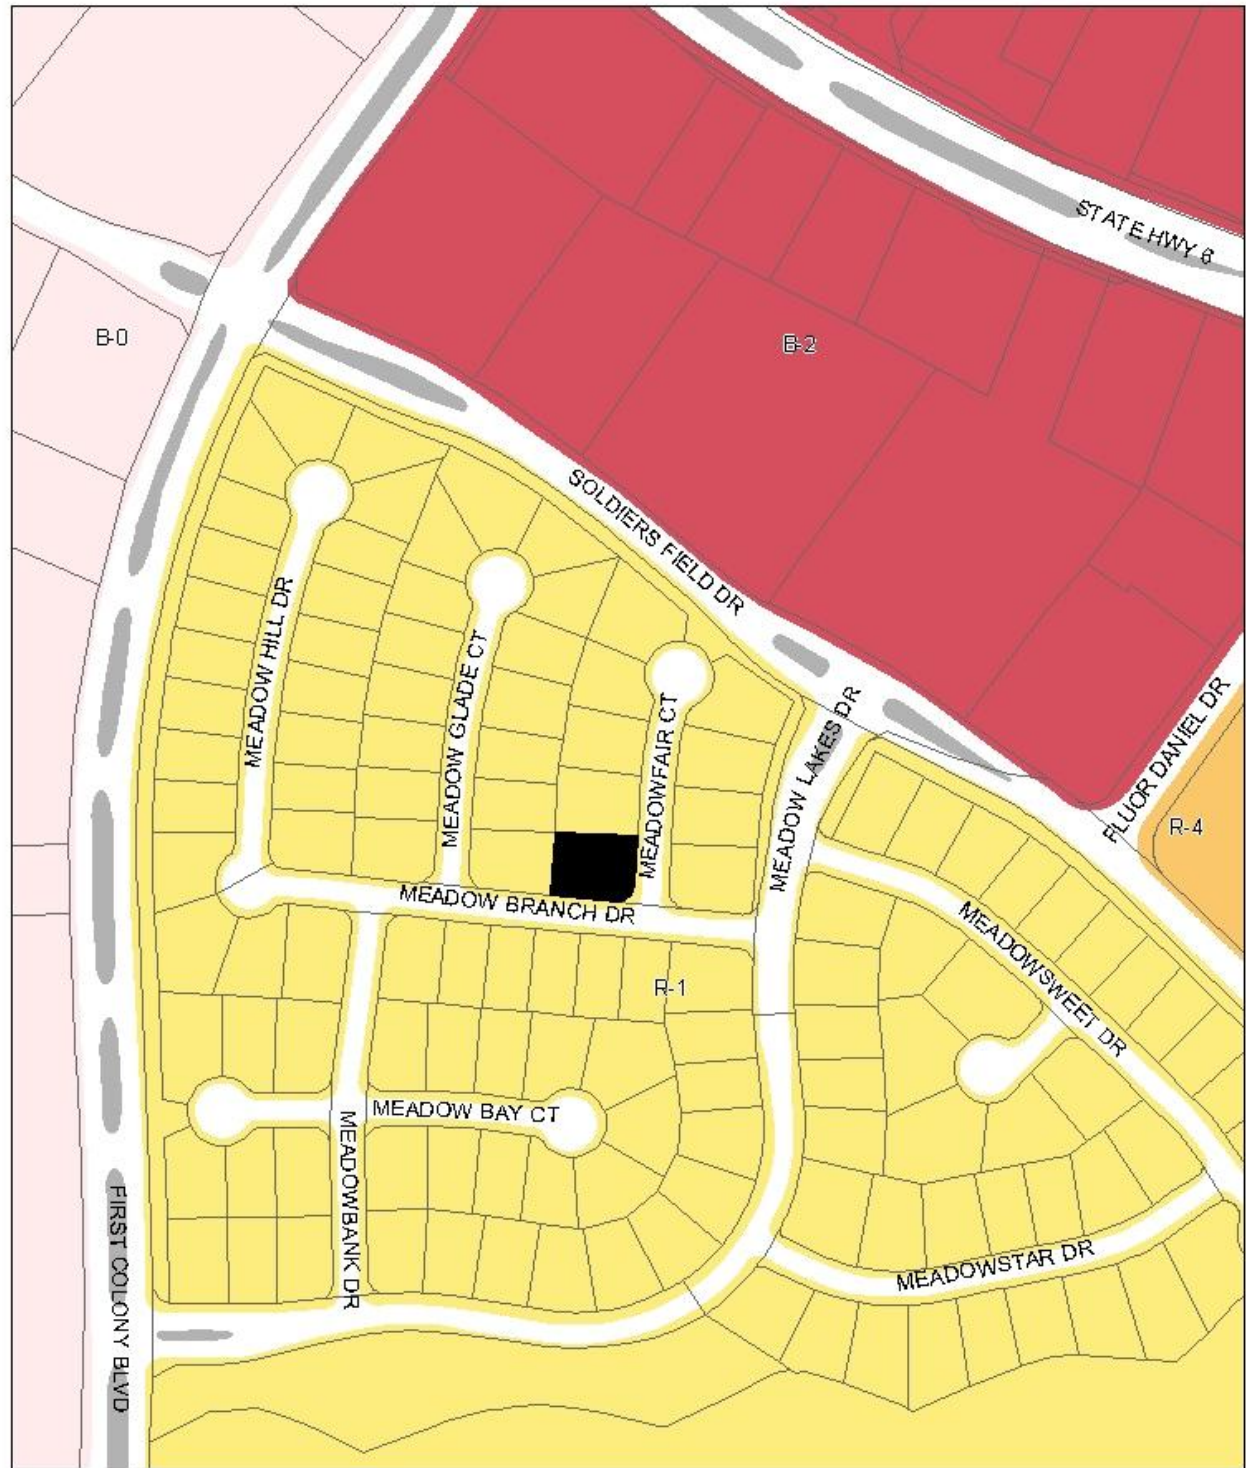 STATE HWY 6
B-0
B-2
SOLDIERS FIELD DR
MEADOW HILL DR
MEADOW GLADE CT
MEADOWFAIR CT
MEADOW LAKES DR
FLUOR DANIEL DR
R-4
MEADOW BRANCH DR
MEADOWSWEET DR
R-1
MEADOW BAY CT
MEADOWBANK DR
FIRST COLONY BLVD
MEADOWSTAR DR